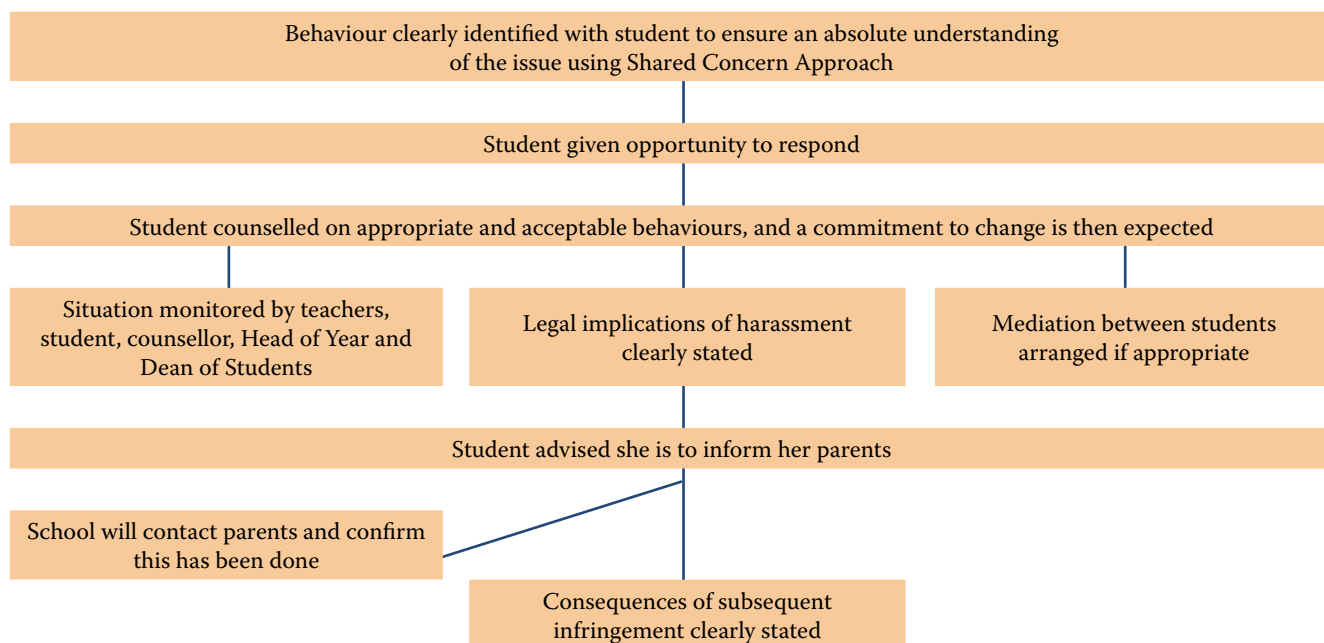 Behaviour clearly identified with student to ensure an absolute understanding
of the issue using Shared Concern Approach
Student given opportunity to respond
Student counselled on appropriate and acceptable behaviours, and a commitment to change is then expected
Situation monitored by teachers,
student, counsellor, Head of Year and
Dean of Students
Legal implications of harassment
clearly stated
Mediation between students
arranged if appropriate
Student advised she is to inform her parents
School will contact parents and confirm
this has been done
Consequences of subsequent
infringement clearly stated